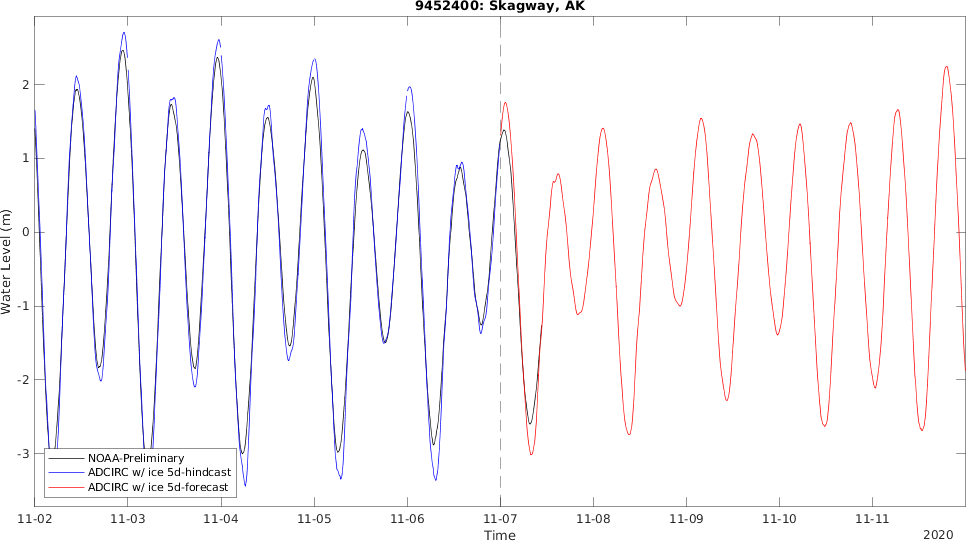 9452400: Skagway, AK
Water Level (m)
2
1
0
-1
-2
-3
NOAA-Preliminary
ADCIRC w/ ice 5d-hindcast
ADCIRC w/ ice 5d-forecast
11-02 11-03 11-04 11-05 11-06 11-07 11-08 11-09 11-10 11-11
Time
2020